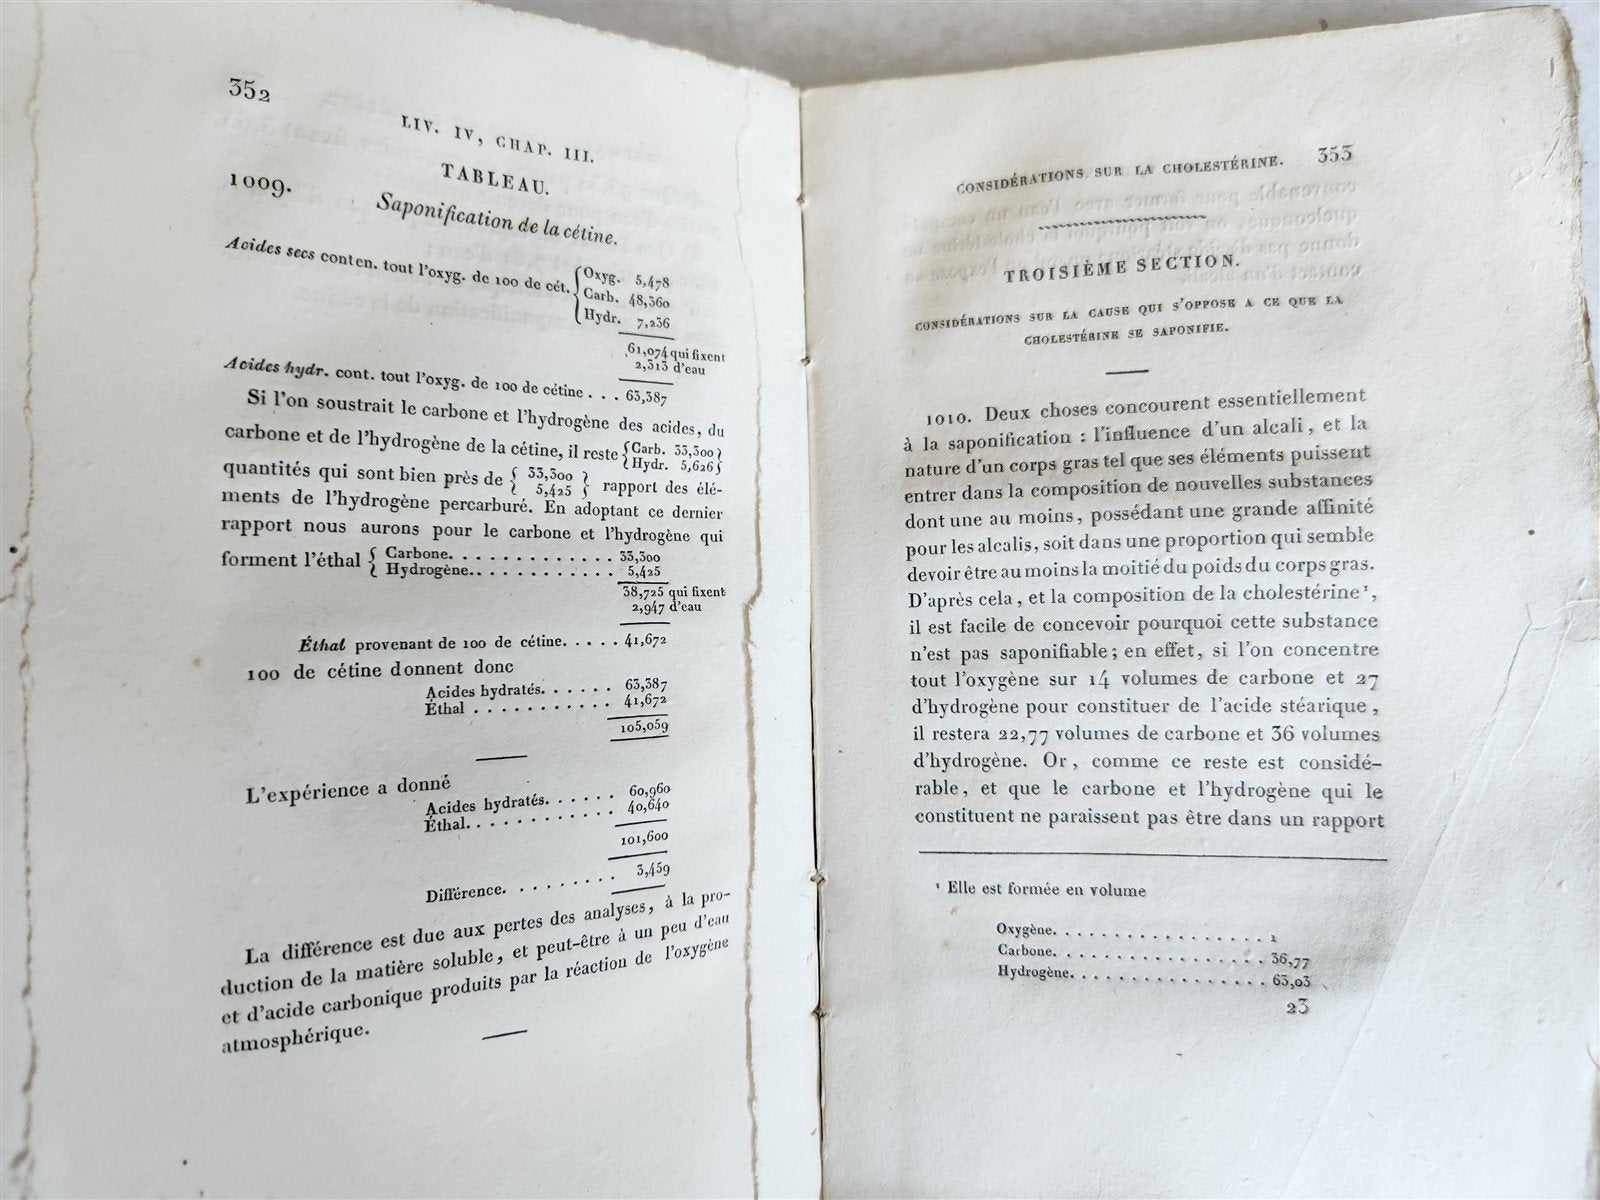 352
LIV. IV, CHAP. III.
TABLEAU.
1009.
Saponification de la cétine.
Acides secs conten. tout l'oxyg. de 100 de cét. { Oxyg. 5,478
Carb. 48,360
Hydr. 7,236
61,074 qui fixent
2,313 d'eau
Acides hydr. cont. tout l'oxyg. de 100 de cétine . . . 63,387
Si l'on soustrait le carbone et l'hydrogène des acides, du
carbone et de l'hydrogène de la cétine, il reste { Carb. 33,300 }
{ Hydr. 5,626 }
quantités qui sont bien près de { 33,300 } rapport des élé-
{ 5,425 }
ments de l'hydrogène percarburé. En adoptant ce dernier
rapport nous aurons pour le carbone et l'hydrogène qui
forment l'éthal { Carbone. . . . . . . . . . . . . 33,300
{ Hydrogène. . . . . . . . . . . . 5,425
38,725 qui fixent
2,947 d'eau
Éthal provenant de 100 de cétine. . . . . 41,672
100 de cétine donnent donc
Acides hydratés. . . . . . 63,387
Éthal . . . . . . . . . . . 41,672
105,059
L'expérience a donné
Acides hydratés. . . . . . 60,960
Éthal. . . . . . . . . . . . 40,640
101,600
Différence. . . . . . . . . 3,459
La différence est due aux pertes des analyses, à la pro-
duction de la matière soluble, et peut-être à un peu d'eau
et d'acide carbonique produits par la réaction de l'oxygène
atmosphérique.
CONSIDÉRATIONS SUR LA CHOLESTÉRINE. 353
TROISIÈME SECTION.
CONSIDÉRATIONS SUR LA CAUSE QUI S'OPPOSE A CE QUE LA
CHOLESTÉRINE SE SAPONIFIE.
1010. Deux choses concourent essentiellement
à la saponification : l'influence d'un alcali, et la
nature d'un corps gras tel que ses éléments puissent
entrer dans la composition de nouvelles substances
dont une au moins, possédant une grande affinité
pour les alcalis, soit dans une proportion qui semble
devoir être au moins la moitié du poids du corps gras.
D'après cela, et la composition de la cholestérine ¹,
il est facile de concevoir pourquoi cette substance
n'est pas saponifiable; en effet, si l'on concentre
tout l'oxygène sur 14 volumes de carbone et 27
d'hydrogène pour constituer de l'acide stéarique,
il restera 22,77 volumes de carbone et 36 volumes
d'hydrogène. Or, comme ce reste est considé-
rable, et que le carbone et l'hydrogène qui le
constituent ne paraissent pas être dans un rapport
¹ Elle est formée en volume
Oxygène. . . . . . . . . . . . . . . . . 1
Carbone. . . . . . . . . . . . . . . . . 36,77
Hydrogène. . . . . . . . . . . . . . . . 63,03
23